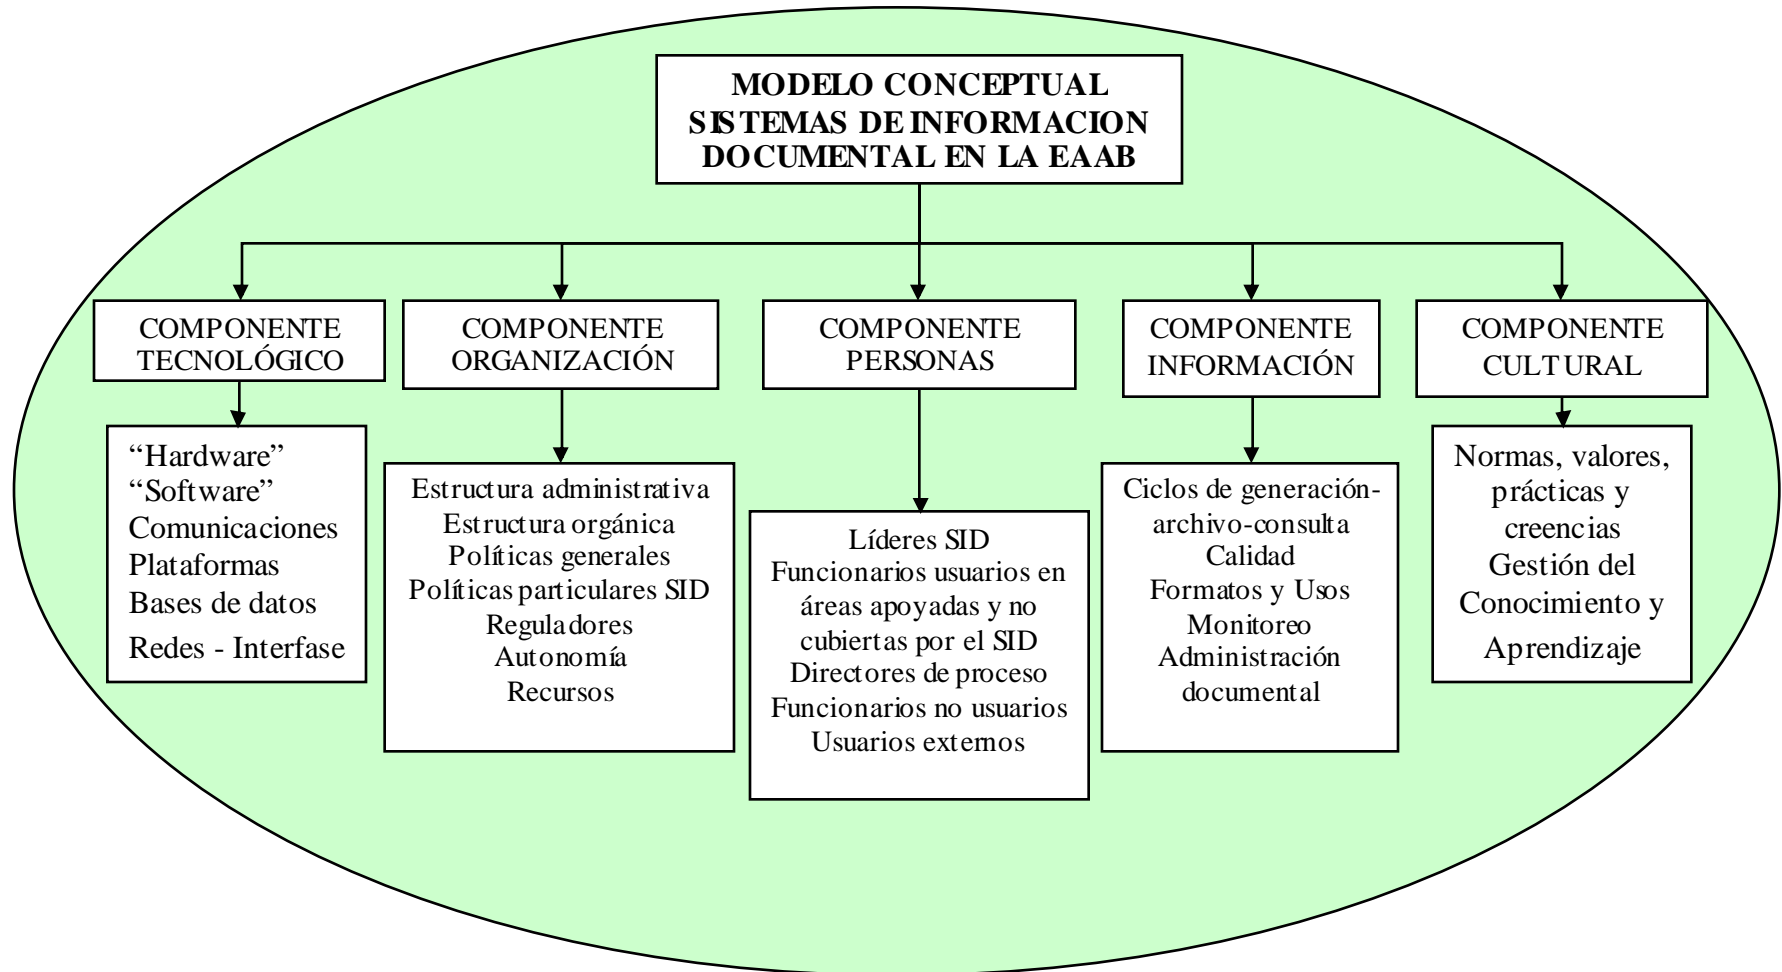 MODELO CONCEPTUAL
SISTEMAS DE INFORMACION
DOCUMENTAL EN LA EAAB
COMPONENTE
TECNOLÓGICO
COMPONENTE
ORGANIZACIÓN
COMPONENTE
PERSONAS
COMPONENTE
INFORMACIÓN
COMPONENTE
CULTURAL
“Hardware”
“Software”
Comunicaciones
Plataformas
Bases de datos
Redes - Interfase
Estructura administrativa
Estructura orgánica
Políticas generales
Políticas particulares SID
Reguladores
Autonomía
Recursos
Líderes SID
Funcionarios usuarios en
áreas apoyadas y no
cubiertas por el SID
Directores de proceso
Funcionarios no usuarios
Usuarios externos
Ciclos de generación-
archivo-consulta
Calidad
Formatos y Usos
Monitoreo
Administración
documental
Normas, valores,
prácticas y
creencias
Gestión del
Conocimiento y
Aprendizaje